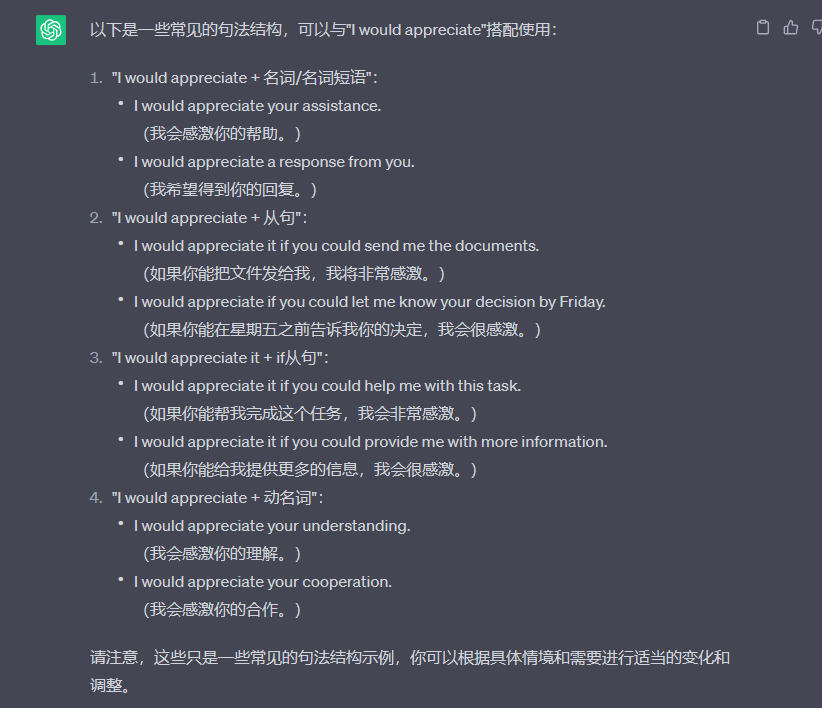 以下是一些常见的句法结构，可以与"I would appreciate"搭配使用：
1. "I would appreciate + 名词/名词短语"：
• I would appreciate your assistance.
（我会感激你的帮助。）
• I would appreciate a response from you.
（我希望得到你的回复。）
2. "I would appreciate + 从句"：
• I would appreciate it if you could send me the documents.
（如果你能把文件发给我，我将非常感激。）
• I would appreciate if you could let me know your decision by Friday.
（如果你能在星期五之前告诉我你的决定，我会很感激。）
3. "I would appreciate it + if从句"：
• I would appreciate it if you could help me with this task.
（如果你能帮我完成这个任务，我会非常感激。）
• I would appreciate it if you could provide me with more information.
（如果你能给我提供更多的信息，我会很感激。）
4. "I would appreciate + 动名词"：
• I would appreciate your understanding.
（我会感激你的理解。）
• I would appreciate your cooperation.
（我会感激你的合作。）
请注意，这些只是一些常见的句法结构示例，你可以根据具体情境和需要进行适当的变化和
调整。